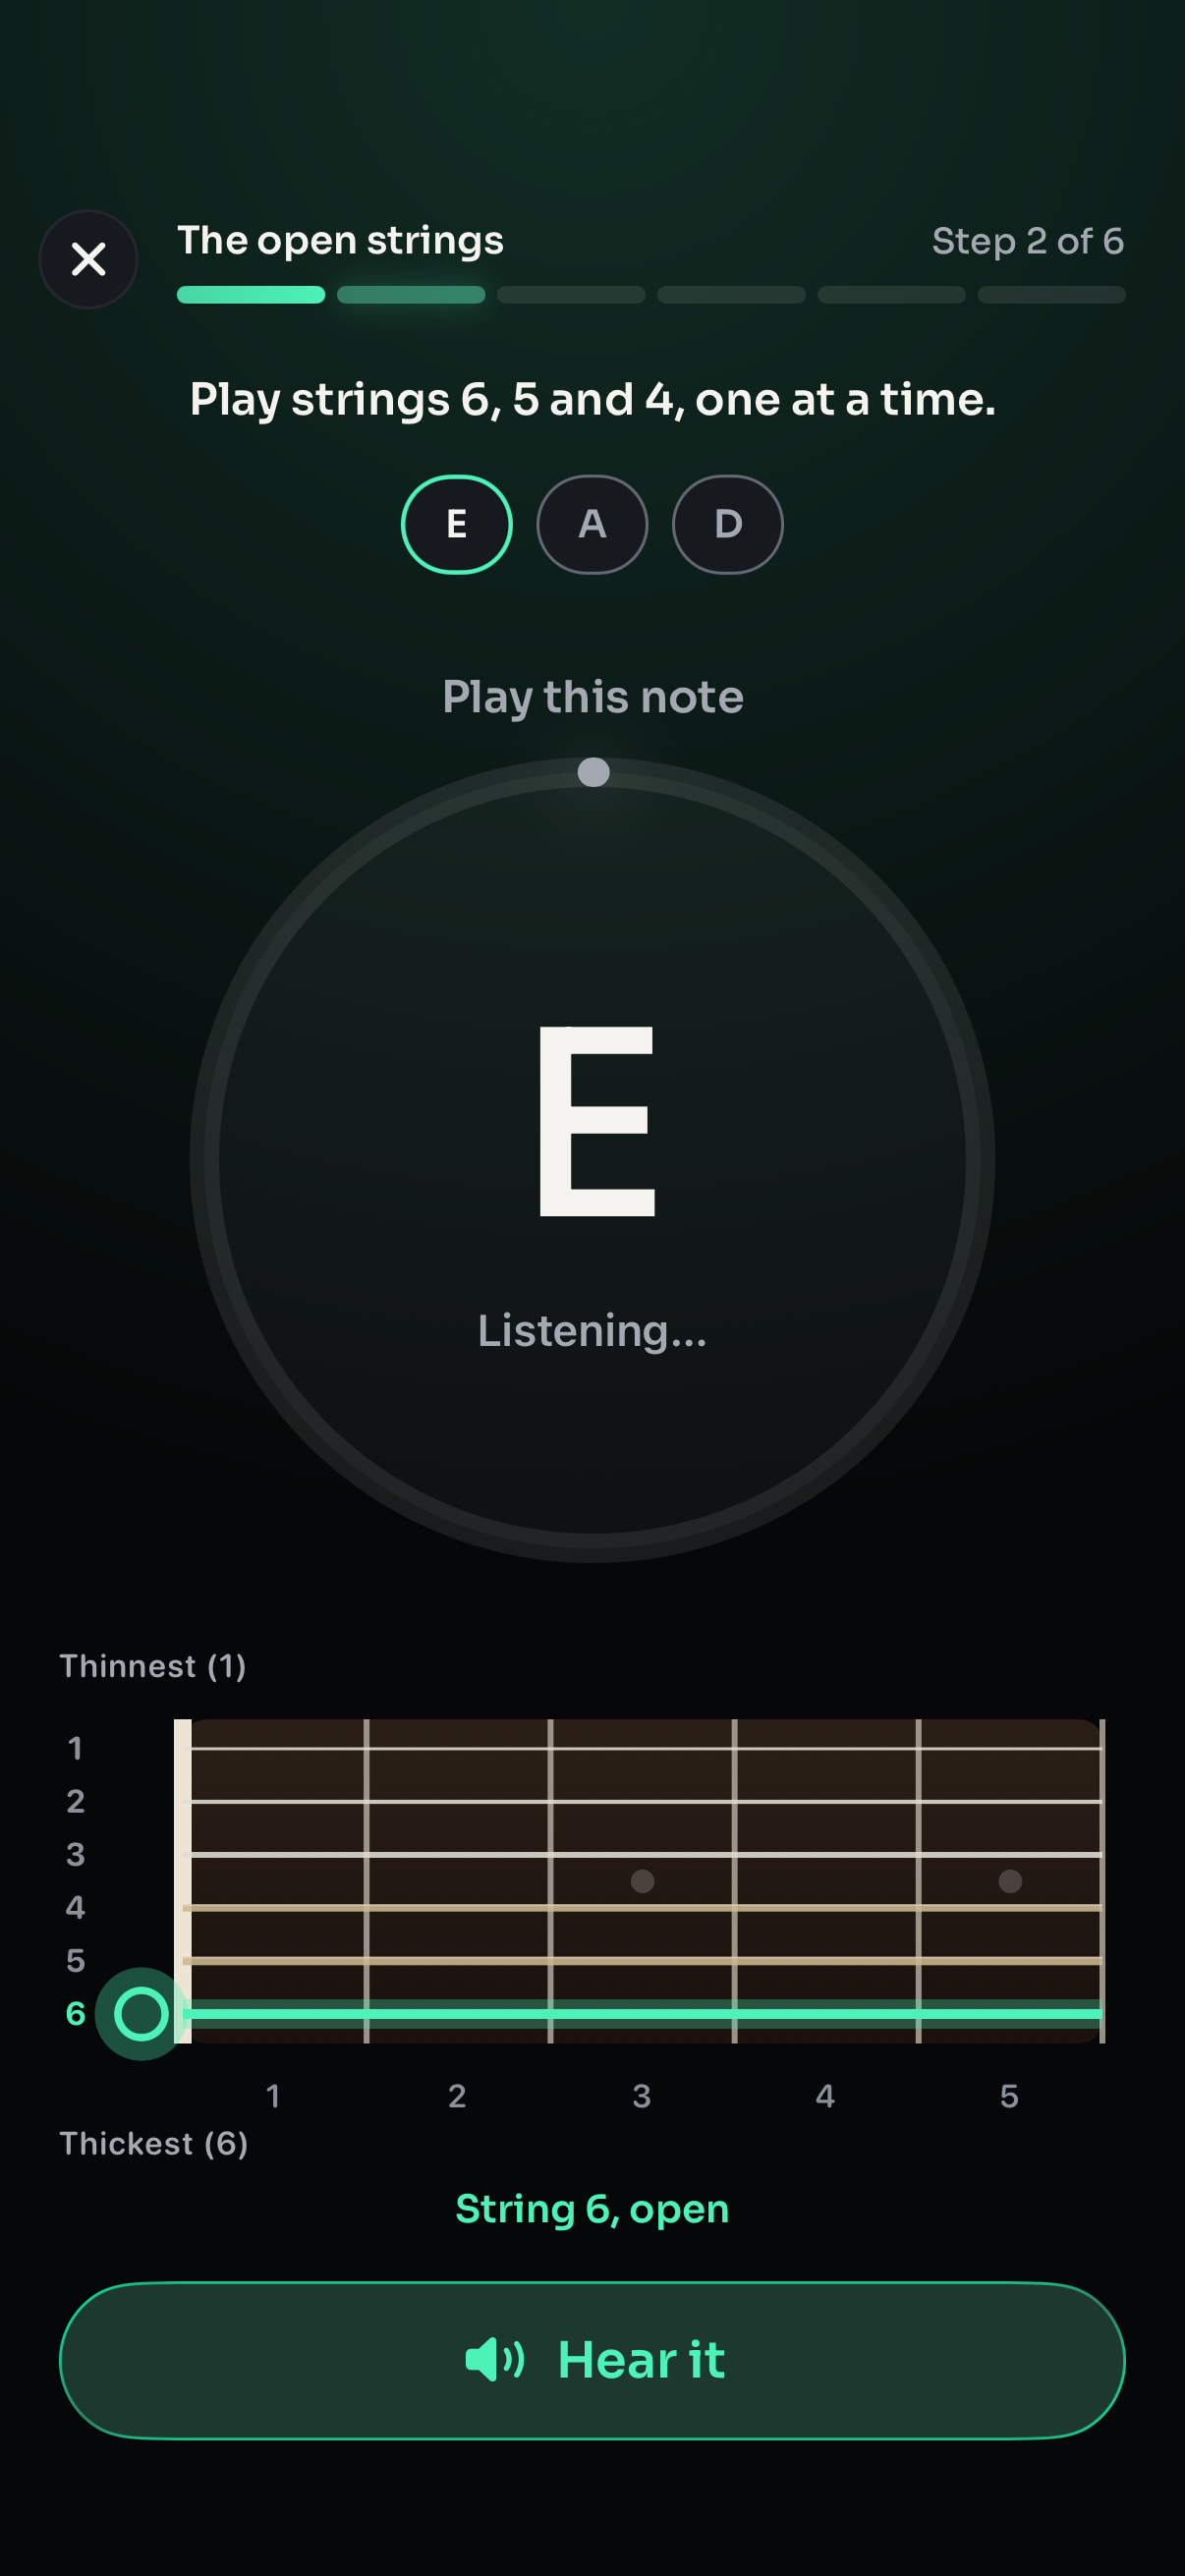 The open strings
Step 2 of 6
Play strings 6, 5 and 4, one at a time.
E A D
Play this note
E
Listening...
Thinnest (1)
1
2
3
4
5
6
1 2 3 4 5
Thickest (6)
String 6, open
Hear it